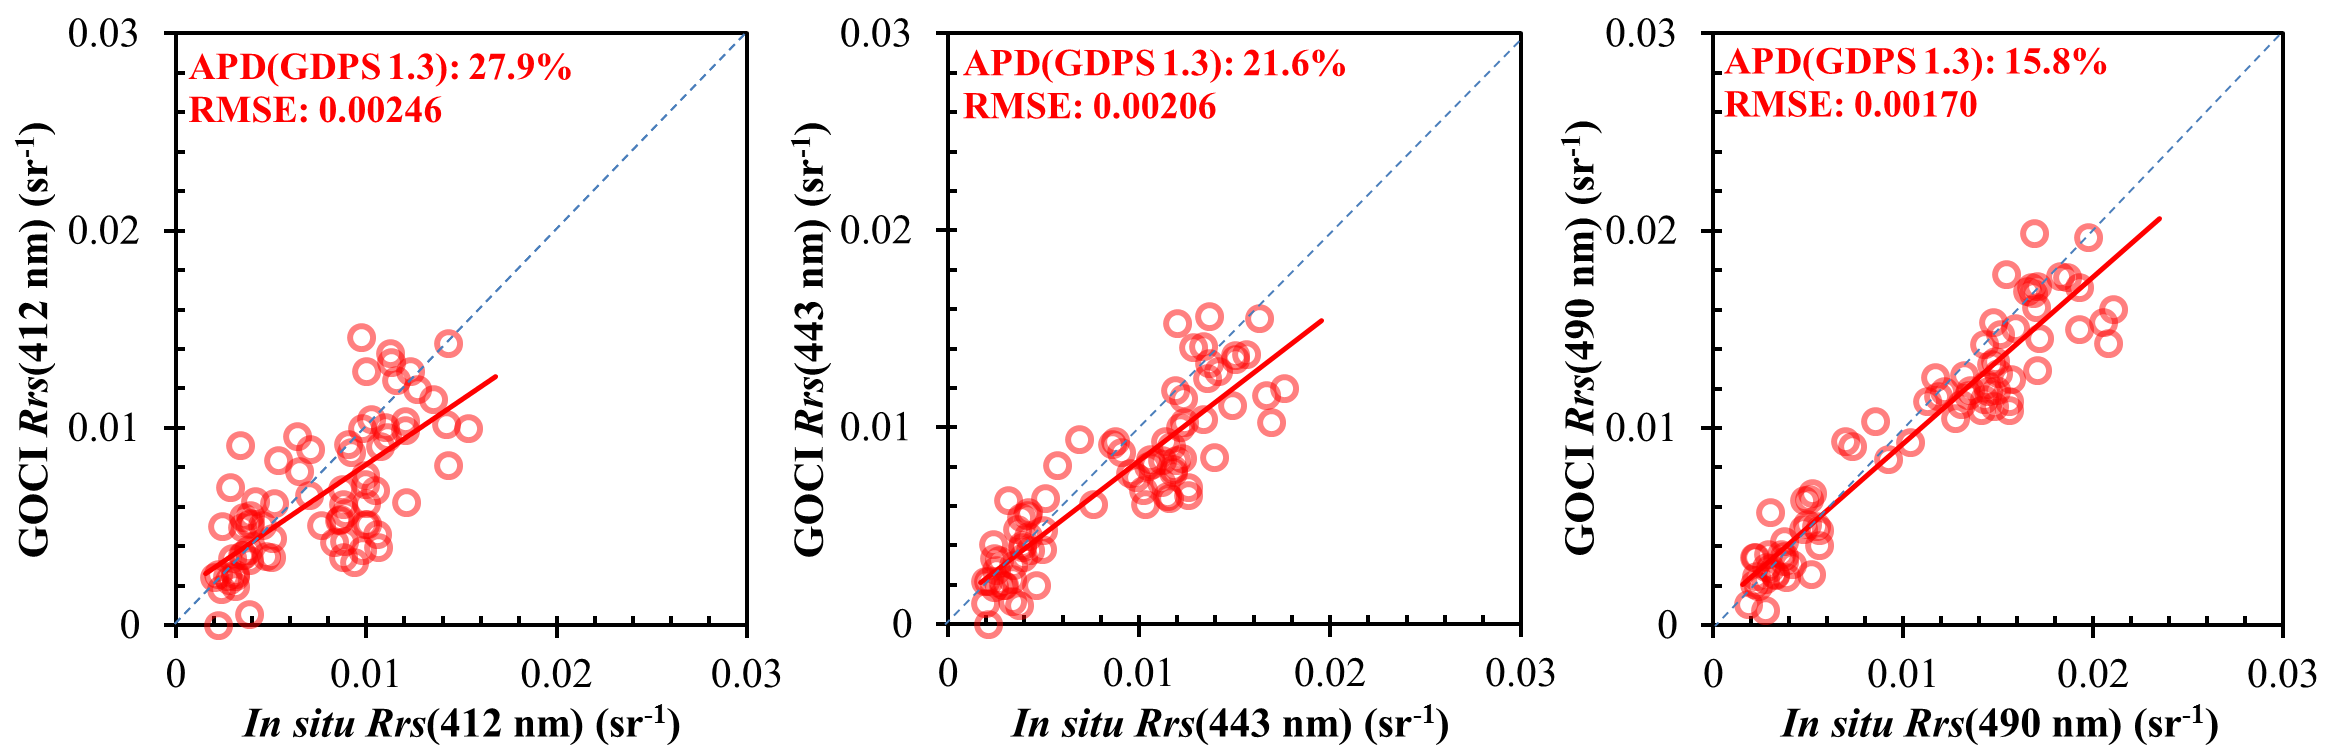 0.03
APD(GDPS 1.3): 27.9%
RMSE: 0.00246
0.02
0.01
0
0
0.01
0.02
0.03
GOCI Rrs(412 nm) (sr-1)
In situ Rrs(412 nm) (sr-1)
0.03
APD(GDPS 1.3): 21.6%
RMSE: 0.00206
0.02
0.01
0
0
0.01
0.02
0.03
GOCI Rrs(443 nm) (sr-1)
In situ Rrs(443 nm) (sr-1)
0.03
APD(GDPS 1.3): 15.8%
RMSE: 0.00170
0.02
0.01
0
0
0.01
0.02
0.03
GOCI Rrs(490 nm) (sr-1)
In situ Rrs(490 nm) (sr-1)